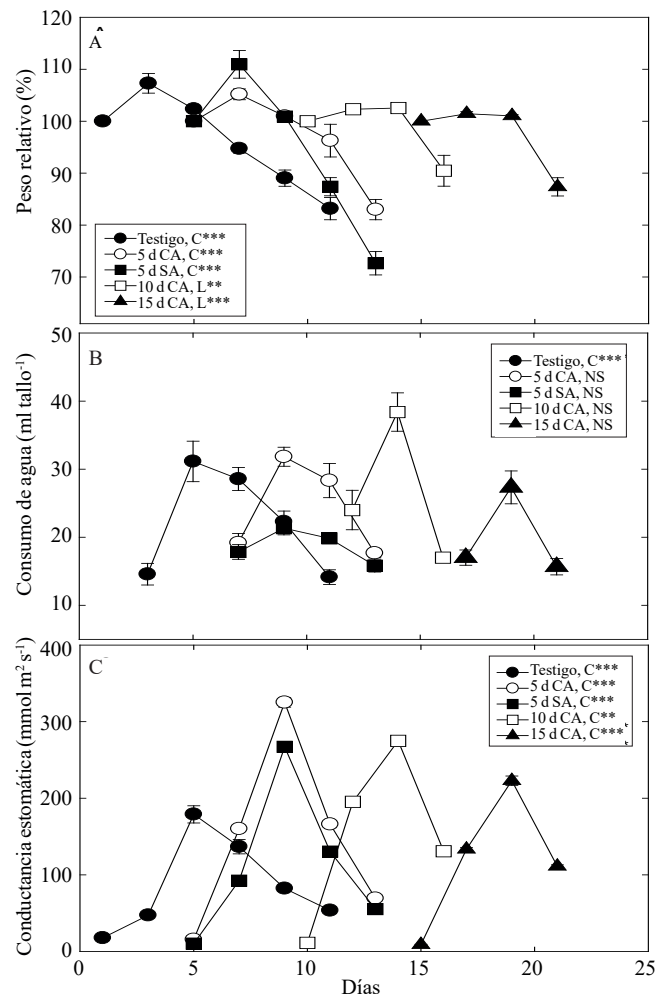 120
A
110
100
90
80
70
Peso relativo (%)
Testigo, C***
5 d CA, C***
5 d SA, C***
10 d CA, L**
15 d CA, L***
50
B
40
30
20
10
Consumo de agua (ml tallo-1)
Testigo, C***
5 d CA, NS
5 d SA, NS
10 d CA, NS
15 d CA, NS
400
C
300
200
100
0
Conductancia estomática (mmol m2 s-1)
Testigo, C***
5 d CA, C***
5 d SA, C***
10 d CA, C**
15 d CA, C***
0 5 10 15 20 25
Días